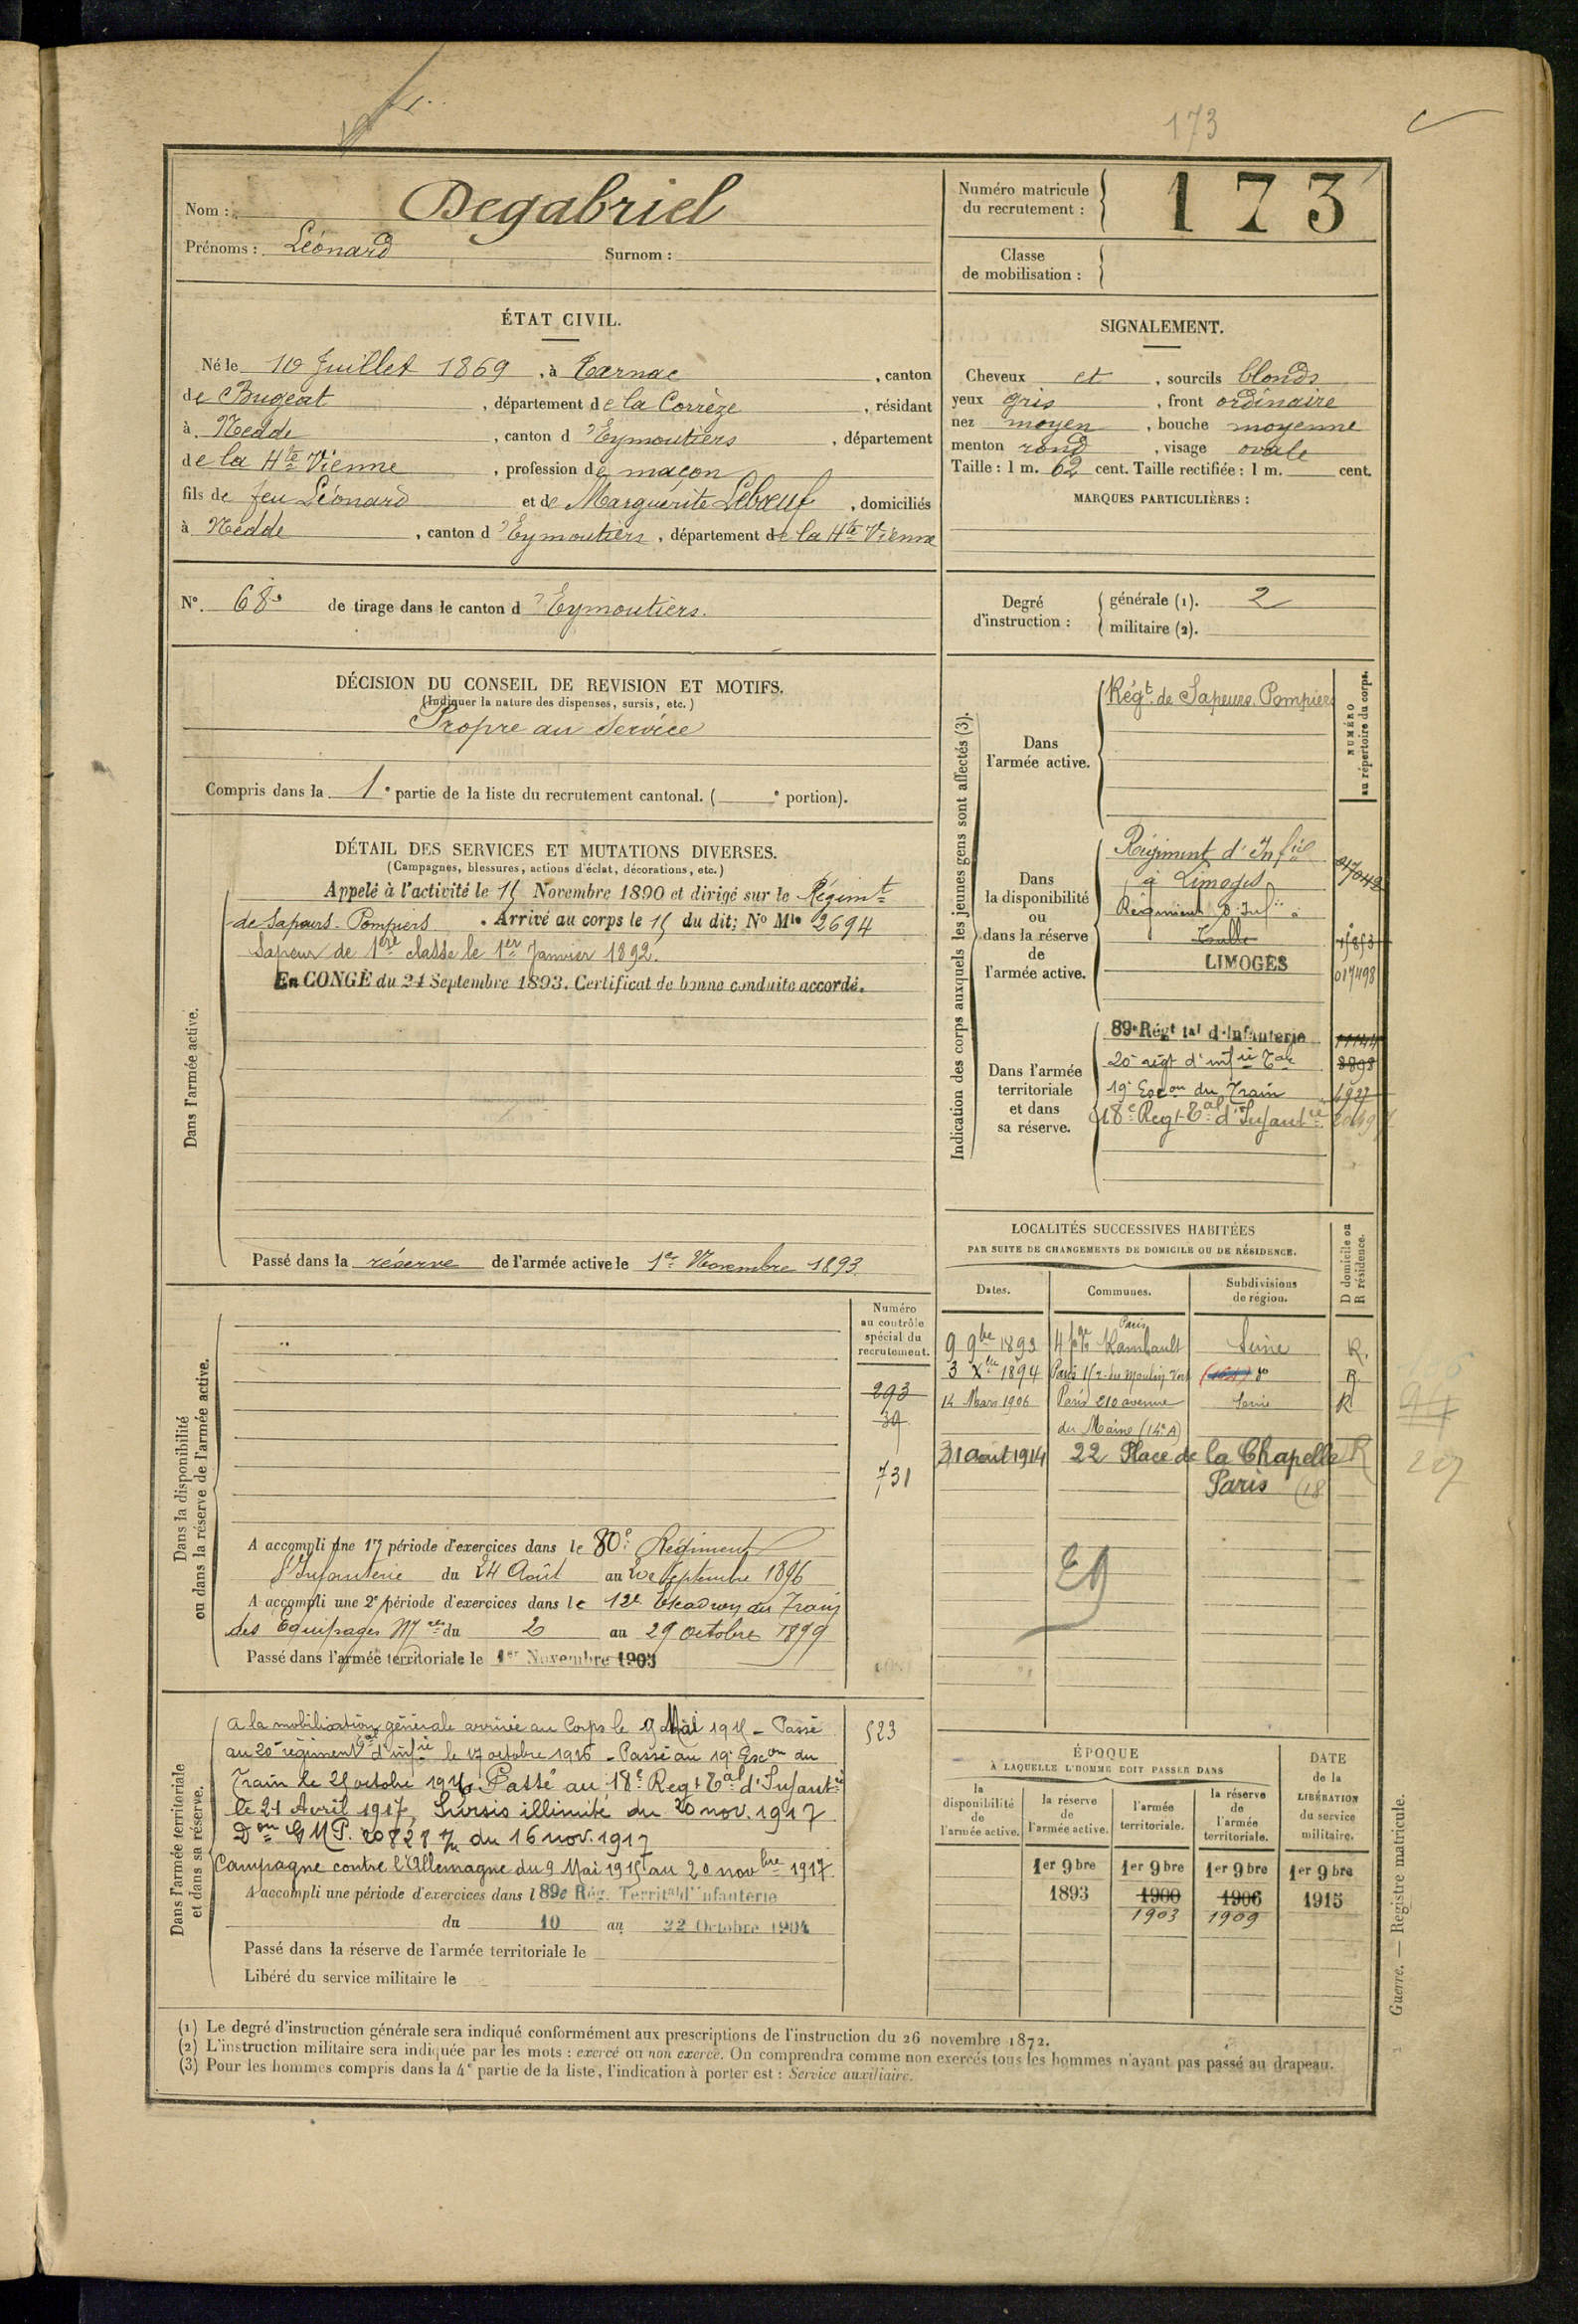 173
Nom : Degabriel
Prénoms : Léonard Surnom :
Numéro matricule
du recrutement :
173
Classe
de mobilisation :
ÉTAT CIVIL.
Né le 10 Juillet 1869, à Tarnac, canton
de Bugeat, département de la Corrèze, résidant
à Nedde, canton d'Eymoutiers, département
de la Hte Vienne, profession de maçon
fils de feu Léonard et de Marguerite Lebœuf, domiciliés
à Nedde, canton d'Eymoutiers, département de la Hte Vienne
N° 68 de tirage dans le canton d'Eymoutiers.
SIGNALEMENT.
Cheveux et, sourcils blonds
yeux gris, front ordinaire
nez moyen, bouche moyenne
menton rond, visage ovale
Taille : 1 m. 62 cent. Taille rectifiée : 1 m. cent.
MARQUES PARTICULIÈRES :
Degré
d'instruction :
générale (1). 2
militaire (2).
DÉCISION DU CONSEIL DE REVISION ET MOTIFS.
(Indiquer la nature des dispenses, sursis, etc.)
Propre au service
Compris dans la 1e partie de la liste du recrutement cantonal. ( e portion).
DÉTAIL DES SERVICES ET MUTATIONS DIVERSES.
(Campagnes, blessures, actions d'éclat, décorations, etc.)
Dans l'armée active.
Appelé à l'activité le 15 Novembre 1890 et dirigé sur le Régimt
de Sapeurs-Pompiers. Arrivé au corps le 15 du dit; N° Mle 2694
Sapeur de 1ère classe le 1er Janvier 1892.
En CONGÉ du 24 Septembre 1893. Certificat de bonne conduite accordé.
Passé dans la réserve de l'armée active le 1er Novembre 1893
Indication des corps auxquels les jeunes gens sont affectés (3).
NUMÉRO
au répertoire du corps.
Dans
l'armée active.
Régt de Sapeurs Pompiers
Dans
la disponibilité
ou
dans la réserve
de
l'armée active.
Régiment d'Infie
à Limoges
Régiment d'Infie à
Tulle
LIMOGES
017498
Dans l'armée
territoriale
et dans
sa réserve.
89e Régt tal d'Infanterie 11144
20e régt d'infie Tale 3898
19e Escon du Train 6927
18e Regt Tal d'Infantie
LOCALITÉS SUCCESSIVES HABITÉES
PAR SUITE DE CHANGEMENTS DE DOMICILE OU DE RÉSIDENCE.
Dates. Communes. Subdivisions
de région.
D domicile ou
R résidence.
Paris
9 9bre 1893 Rambault Seine R.
3 Xbre 1894 Paris 15 r. du Moulin Vert do R
14 Mars 1906 Paris 210 avenue Seine R
du Maine (14e A)
31 août 1914 22 Place de la Chapelle R
Paris (18
94
207
Dans la disponibilité
ou dans la réserve de l'armée active.
Numéro
au contrôle
spécial du
recrutement.
293
39
731
A accompli une 1re période d'exercices dans le 80e Régiment
d'Infanterie du 24 Août au 20 Septembre 1896
A accompli une 2e période d'exercices dans le 12e Escadron du Train
des Equipages Mres du 2 au 29 octobre 1899
Passé dans l'armée territoriale le 1er Novembre 1903
Dans l'armée territoriale
et dans sa réserve.
A la mobilisation générale arrivé au Corps le 9 Mai 1915 - Passé
au 20e régiment Tal d'infie le 17 octobre 1916 - Passé au 19e Escon du
Train le 25 octobre 1916. Passé au 18e Regt Tal d'Infantie
le 21 Avril 1917, Sursis illimité du 20 nov. 1917
Don GMP. 20828 du 16 nov. 1917
Campagne contre l'Allemagne du 9 Mai 1915 au 20 novbre 1917
A accompli une période d'exercices dans l 89e Rég. Territal d'Infanterie
du 10 au 22 Octobre 1904
Passé dans la réserve de l'armée territoriale le
Libéré du service militaire le
523
ÉPOQUE
À LAQUELLE L'HOMME DOIT PASSER DANS
la
disponibilité
de
l'armée active.
la réserve
de
l'armée active.
l'armée
territoriale.
la réserve
de
l'armée
territoriale.
DATE
de la
LIBÉRATION
du service
militaire.
1er 9bre 1er 9bre 1er 9bre 1er 9bre
1893 1900 1906 1915
1903 1909
Guerre. — Registre matricule.
(1) Le degré d'instruction générale sera indiqué conformément aux prescriptions de l'instruction du 26 novembre 1872.
(2) L'instruction militaire sera indiquée par les mots : exercé ou non exercé. On comprendra comme non exercés tous les hommes n'ayant pas passé au drapeau.
(3) Pour les hommes compris dans la 4e partie de la liste, l'indication à porter est : Service auxiliaire.